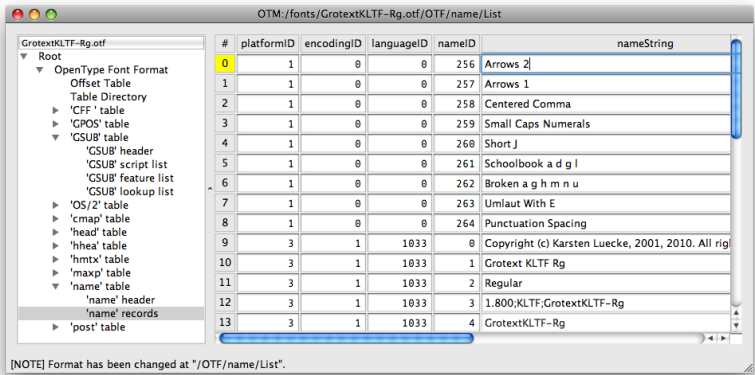 OTM:/fonts/GrotextKLTF-Rg.otf/OTF/name/List
GrotextKLTF-Rg.otf
Root
OpenType Font Format
Offset Table
Table Directory
'CFF ' table
'GPOS' table
'GSUB' table
'GSUB' header
'GSUB' script list
'GSUB' feature list
'GSUB' lookup list
'OS/2' table
'cmap' table
'head' table
'hhea' table
'hmtx' table
'maxp' table
'name' table
'name' header
'name' records
'post' table
# platformID encodingID languageID nameID nameString
0 1 0 0 256 Arrows 2
1 1 0 0 257 Arrows 1
2 1 0 0 258 Centered Comma
3 1 0 0 259 Small Caps Numerals
4 1 0 0 260 Short J
5 1 0 0 261 Schoolbook a d g l
6 1 0 0 262 Broken a g h m n u
7 1 0 0 263 Umlaut With E
8 1 0 0 264 Punctuation Spacing
9 3 1 1033 0 Copyright (c) Karsten Luecke, 2001, 2010. All rig
10 3 1 1033 1 Grotext KLTF Rg
11 3 1 1033 2 Regular
12 3 1 1033 3 1.800;KLTF;GrotextKLTF-Rg
13 3 1 1033 4 GrotextKLTF-Rg
[NOTE] Format has been changed at "/OTF/name/List".